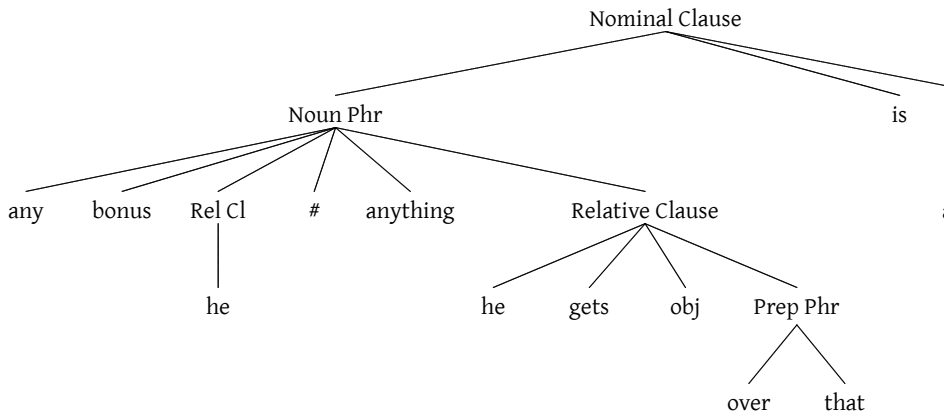 Nominal Clause
Noun Phr is
any bonus Rel Cl # anything Relative Clause
he he gets obj Prep Phr
over that